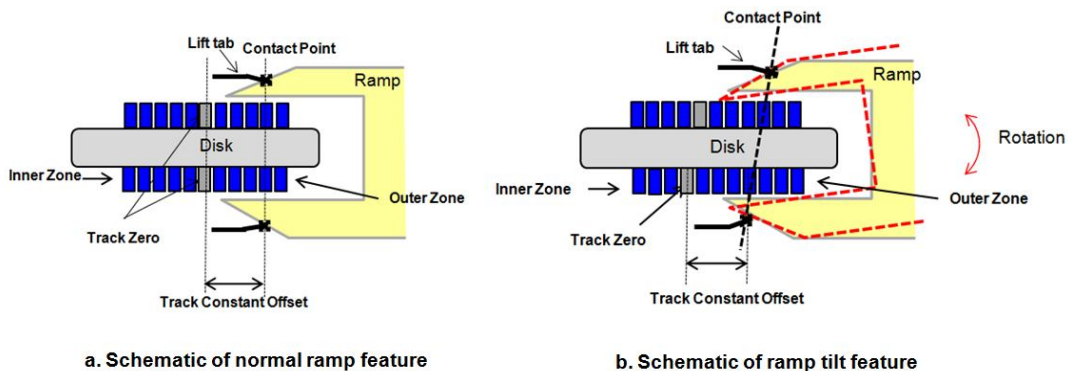 Lift tab
Contact Point
Ramp
Disk
Inner Zone
Outer Zone
Track Zero
Track Constant Offset
a. Schematic of normal ramp feature
Contact Point
Lift tab
Ramp
Disk
Rotation
Inner Zone
Outer Zone
Track Zero
Track Constant Offset
b. Schematic of ramp tilt feature